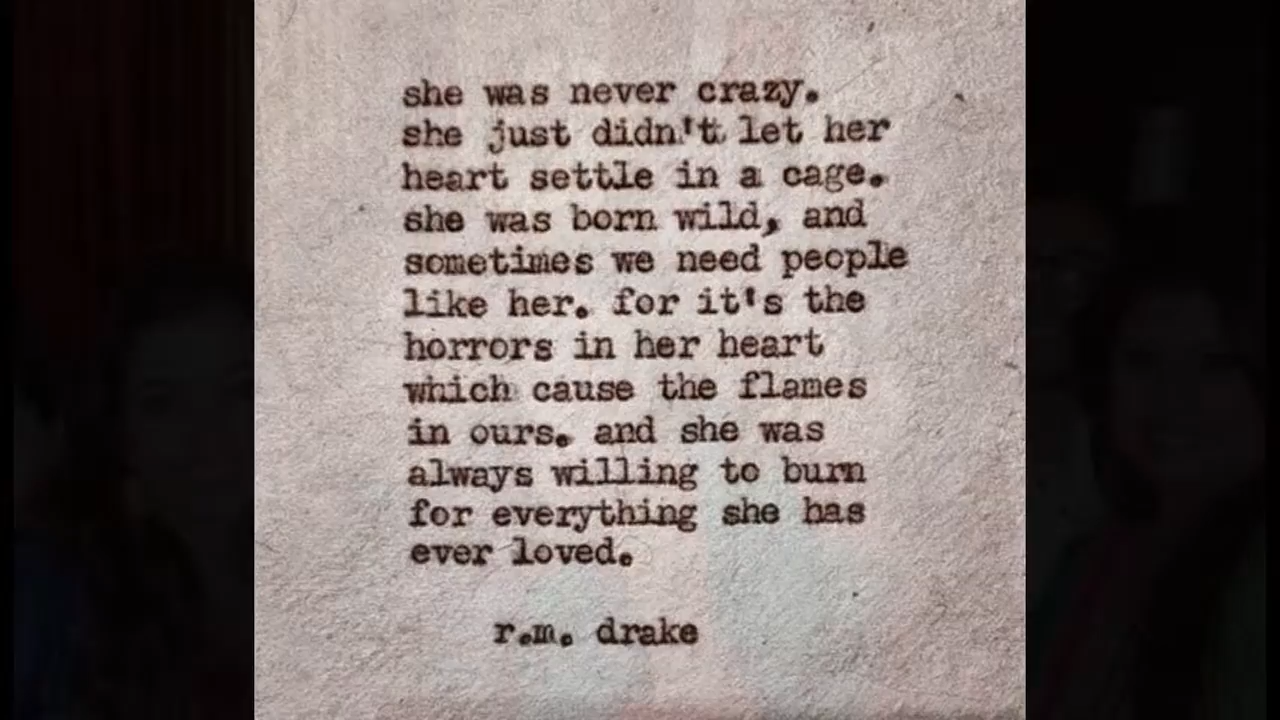 she was never crazy.
she just didn't let her
heart settle in a cage.
she was born wild, and
sometimes we need people
like her. for it's the
horrors in her heart
which cause the flames
in ours. and she was
always willing to burn
for everything she has
ever loved.
r.m. drake